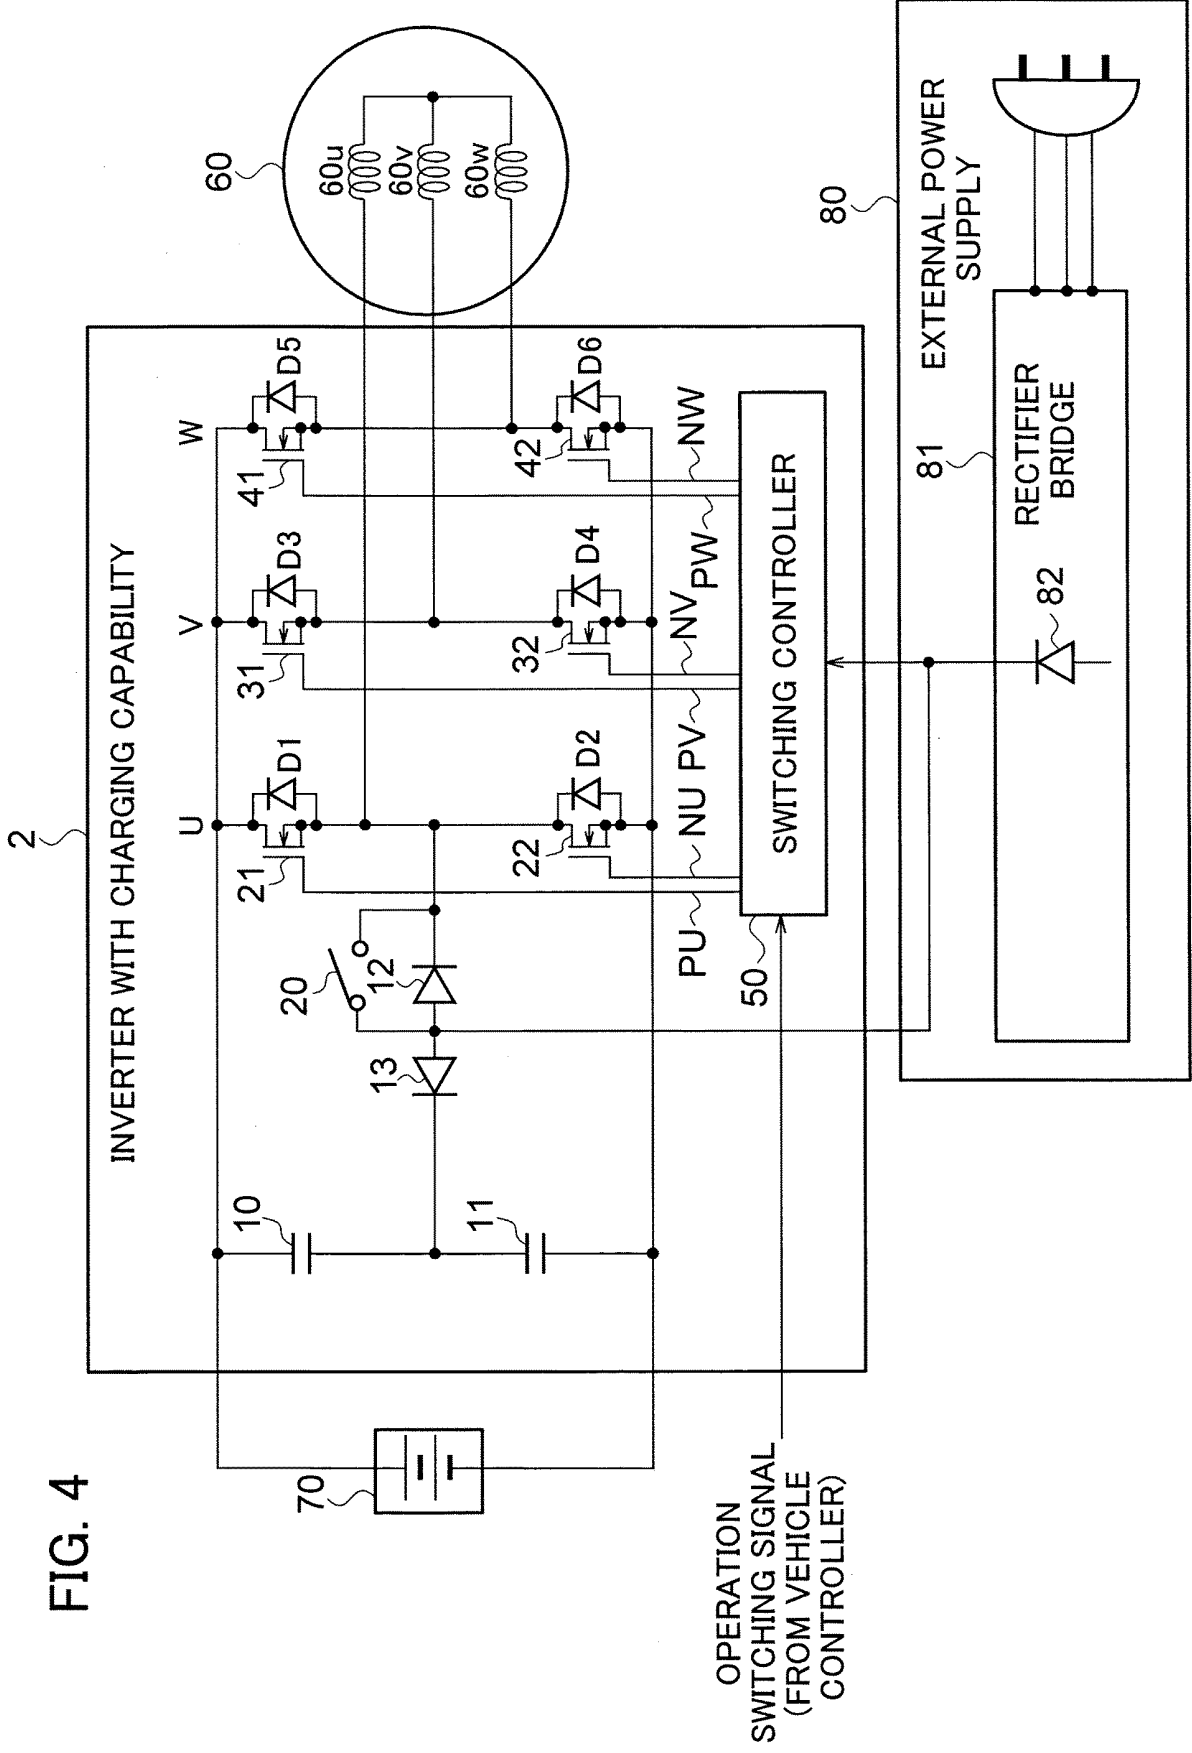 FIG. 4
2
INVERTER WITH CHARGING CAPABILITY
U
V
W
21
D1
31
D3
41
D5
10
20
12
13
11
22
D2
32
D4
42
D6
60
60u
60v
60w
70
PU
NU
PV
NV
PW
NW
50
SWITCHING CONTROLLER
OPERATION
SWITCHING SIGNAL
(FROM VEHICLE
CONTROLLER)
80
EXTERNAL POWER
SUPPLY
81
RECTIFIER
BRIDGE
82